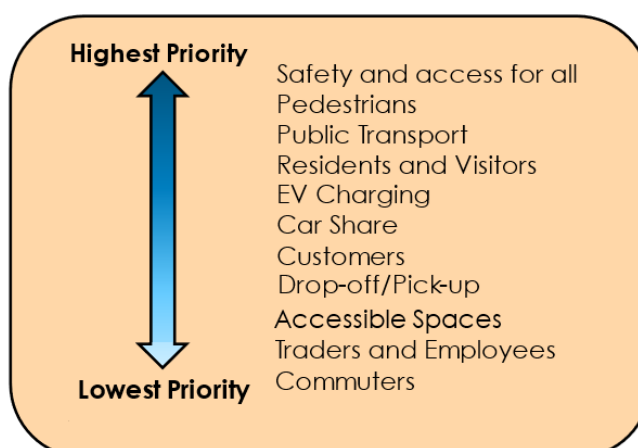 Highest Priority
Safety and access for all
Pedestrians
Public Transport
Residents and Visitors
EV Charging
Car Share
Customers
Drop-off/Pick-up
Accessible Spaces
Traders and Employees
Lowest Priority
Commuters